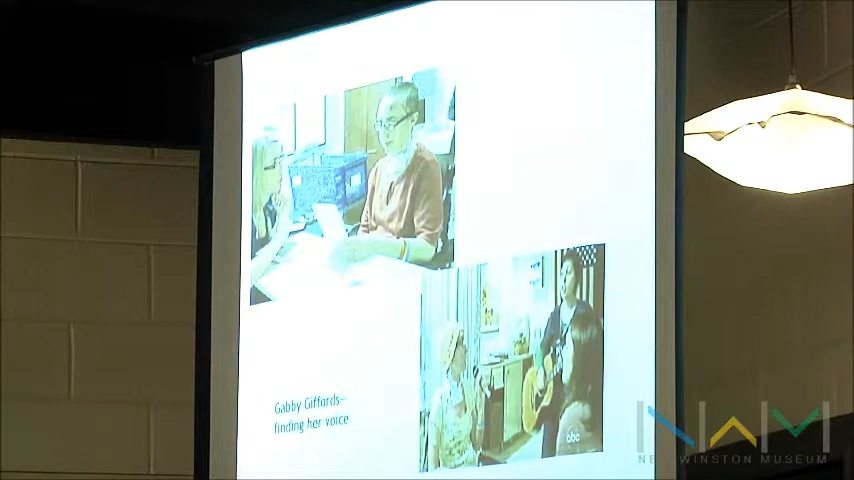 Gabby Giffords–
finding her voice
abc
NEW WINSTON MUSEUM